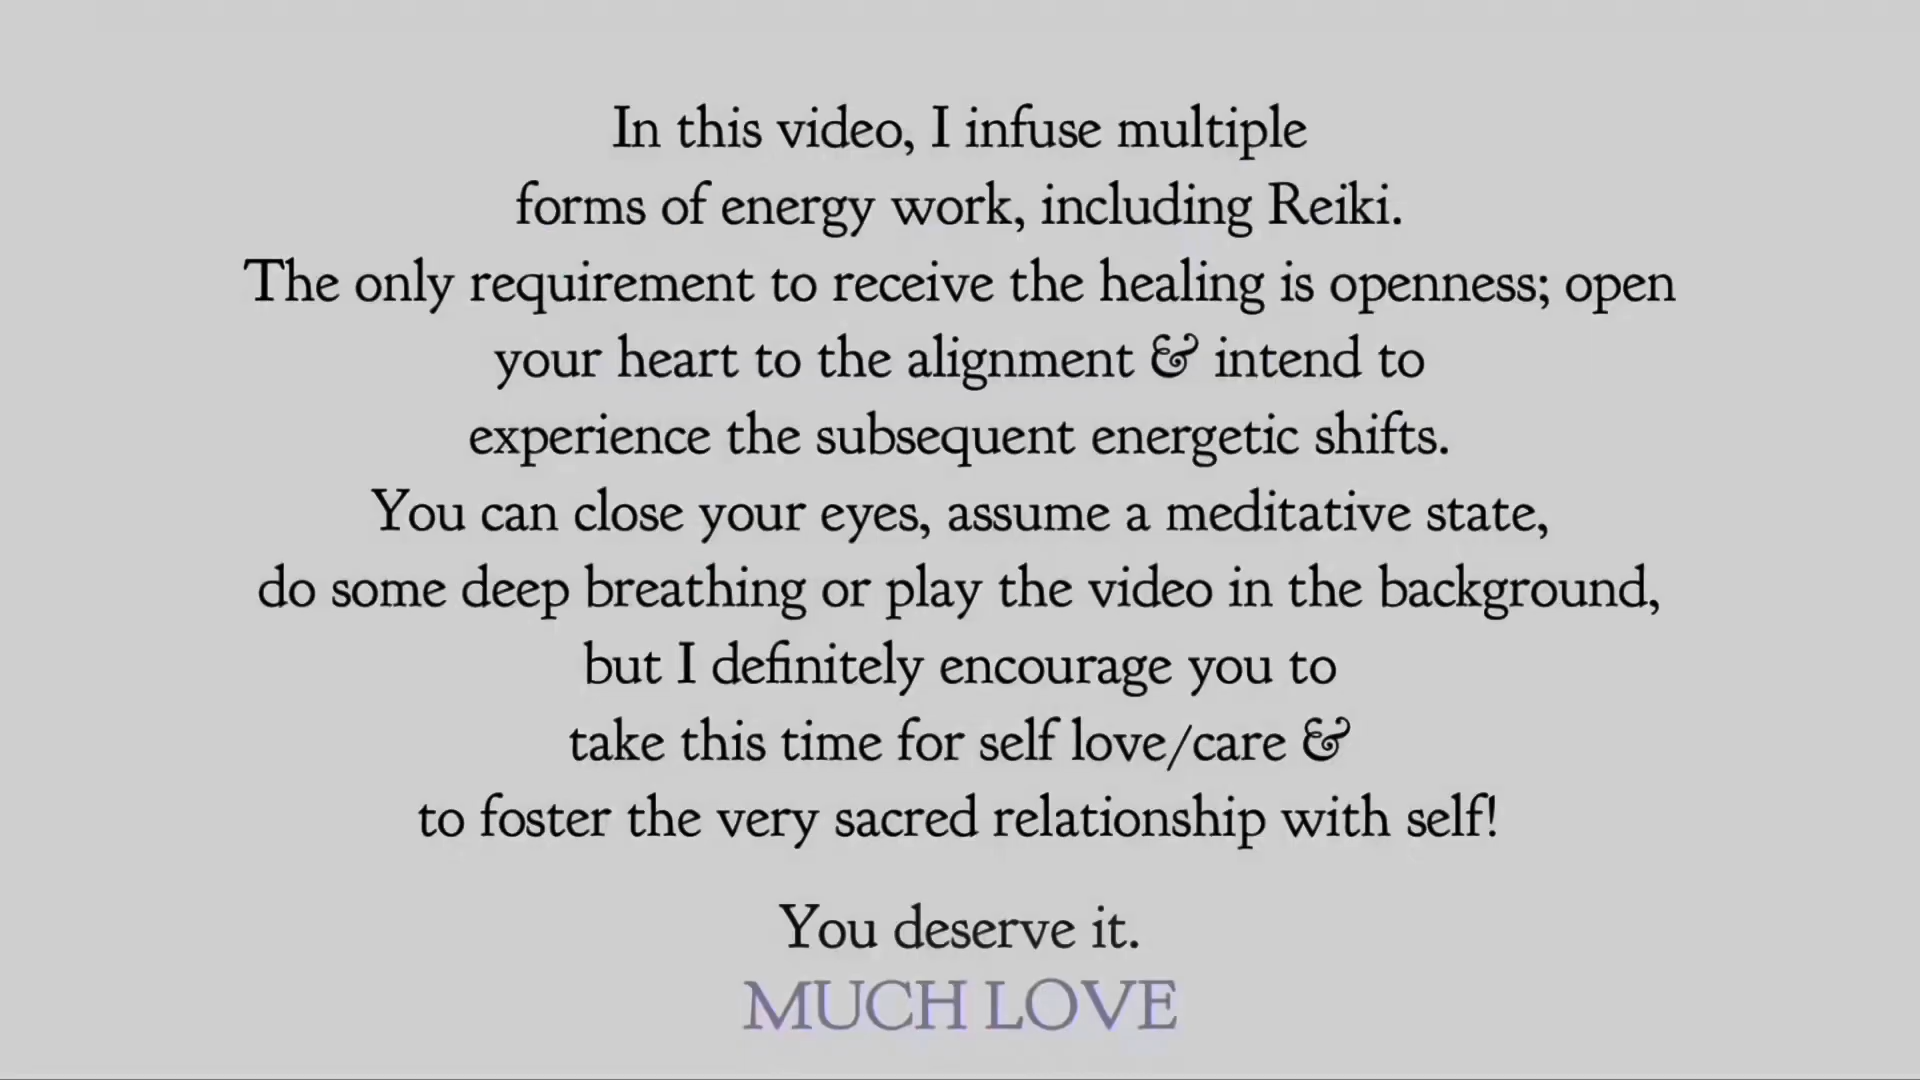 In this video, I infuse multiple
forms of energy work, including Reiki.
The only requirement to receive the healing is openness; open
your heart to the alignment & intend to
experience the subsequent energetic shifts.
You can close your eyes, assume a meditative state,
do some deep breathing or play the video in the background,
but I definitely encourage you to
take this time for self love/care &
to foster the very sacred relationship with self!
You deserve it.
MUCH LOVE